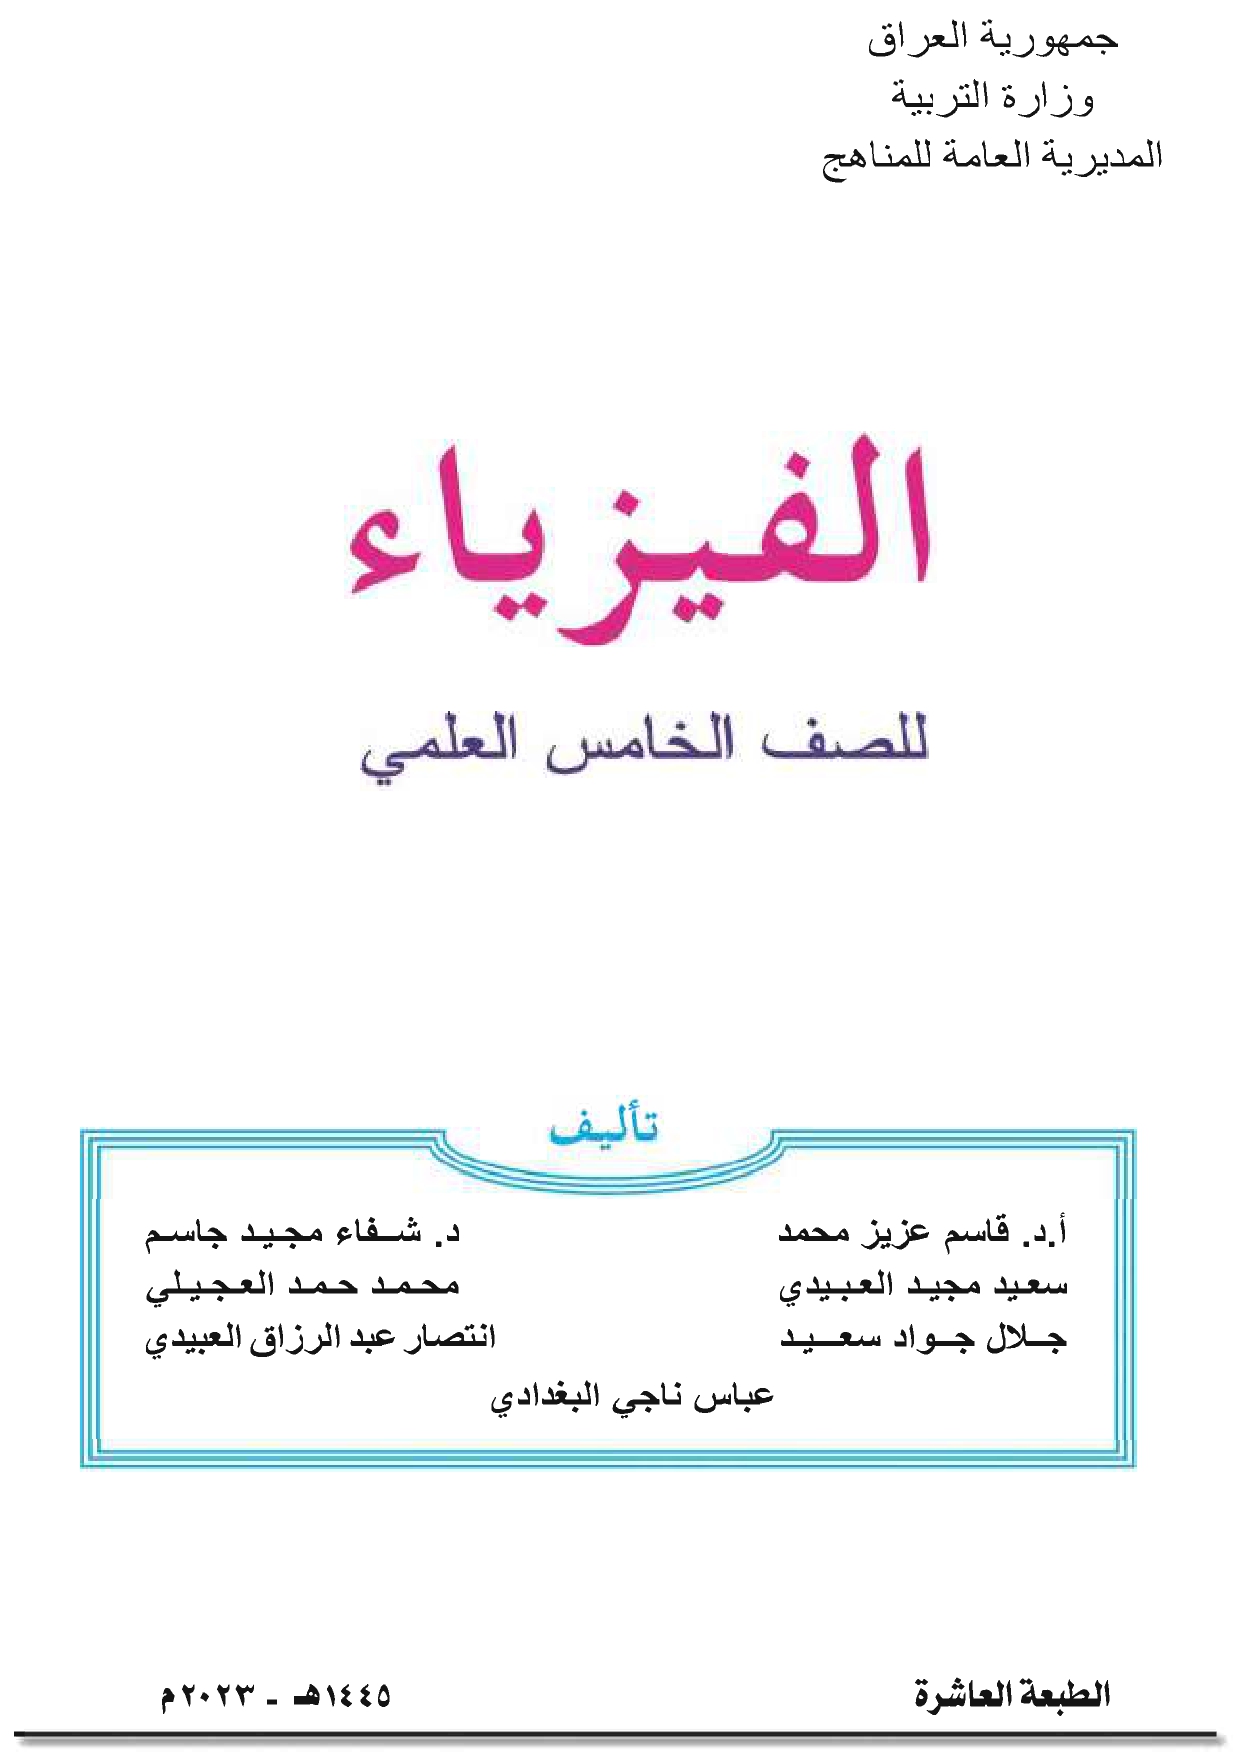 جمهورية العراق
وزارة التربية
المديرية العامة للمناهج
الفيزياء
للصف الخامس العلمي
تأليف
أ.د. قاسم عزيز محمد د. شفاء مجيد جاسم
سعيد مجيد العبيدي محمد حمد العجيلي
جلال جواد سعيد انتصار عبد الرزاق العبيدي
عباس ناجي البغدادي
الطبعة العاشرة ١٤٤٥هـ - ٢٠٢٣م